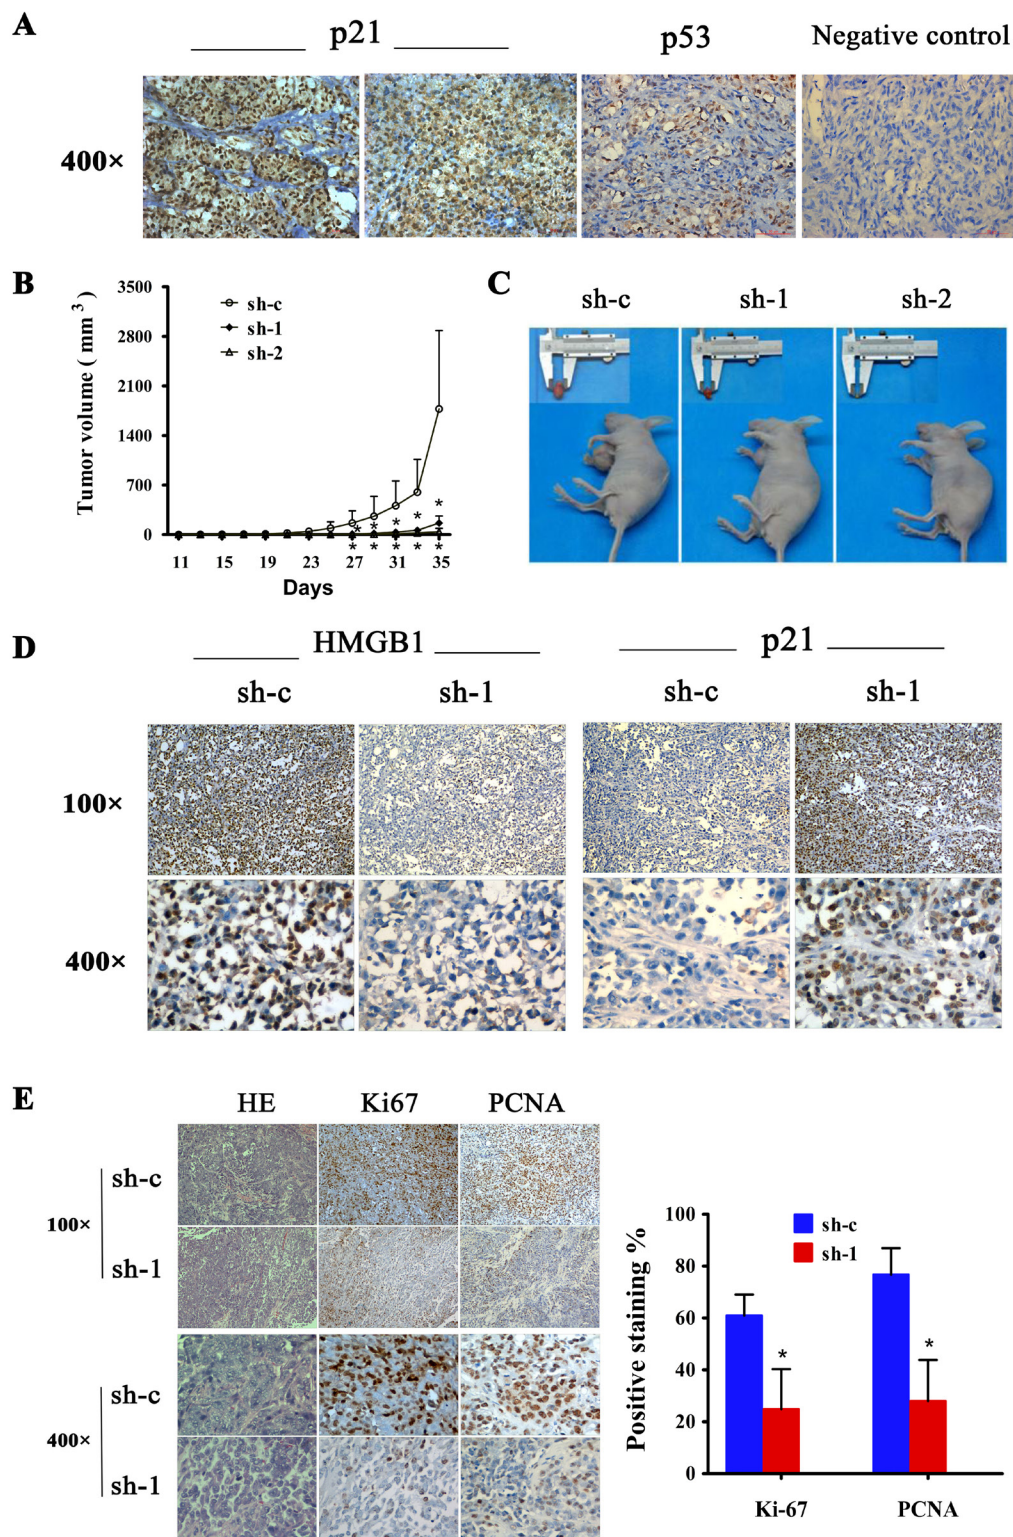 A
p21
p53
Negative control
400×
B
Tumor volume ( mm 3 )
3500
2800
2100
1400
700
0
sh-c
sh-1
sh-2
*
*
*
*
*
*
*
*
*
*
11
15
19
23
27
31
35
Days
C
sh-c
sh-1
sh-2
D
HMGB1
p21
sh-c
sh-1
sh-c
sh-1
100×
400×
E
HE
Ki67
PCNA
100×
sh-c
sh-1
400×
sh-c
sh-1
Positive staining %
100
80
60
40
20
0
sh-c
sh-1
*
*
Ki-67
PCNA